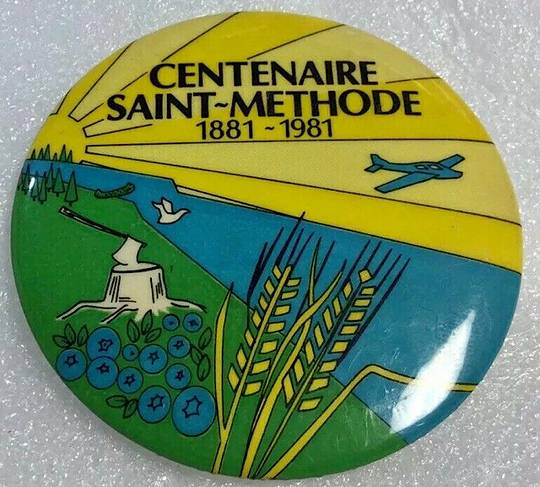 CENTENAIRE
SAINT~METHODE
1881 ~ 1981